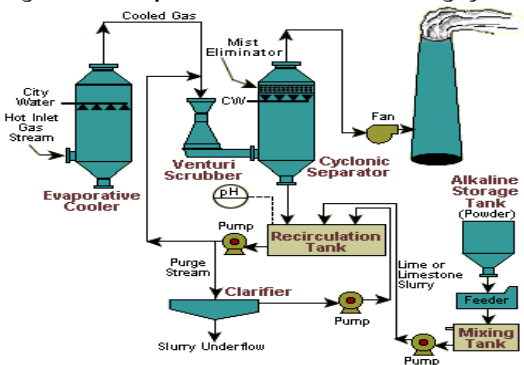 Cooled Gas
Mist
Eliminator
City
Water
CW
Hot Inlet
Gas
Stream
Fan
Venturi
Scrubber
Cyclonic
Separator
Evaporative
Cooler
Alkaline
Storage
Tank
(Powder)
pH
Pump
Recirculation
Tank
Purge
Stream
Lime or
Limestone
Slurry
Feeder
Clarifier
Pump
Mixing
Tank
Slurry Underflow
Pump